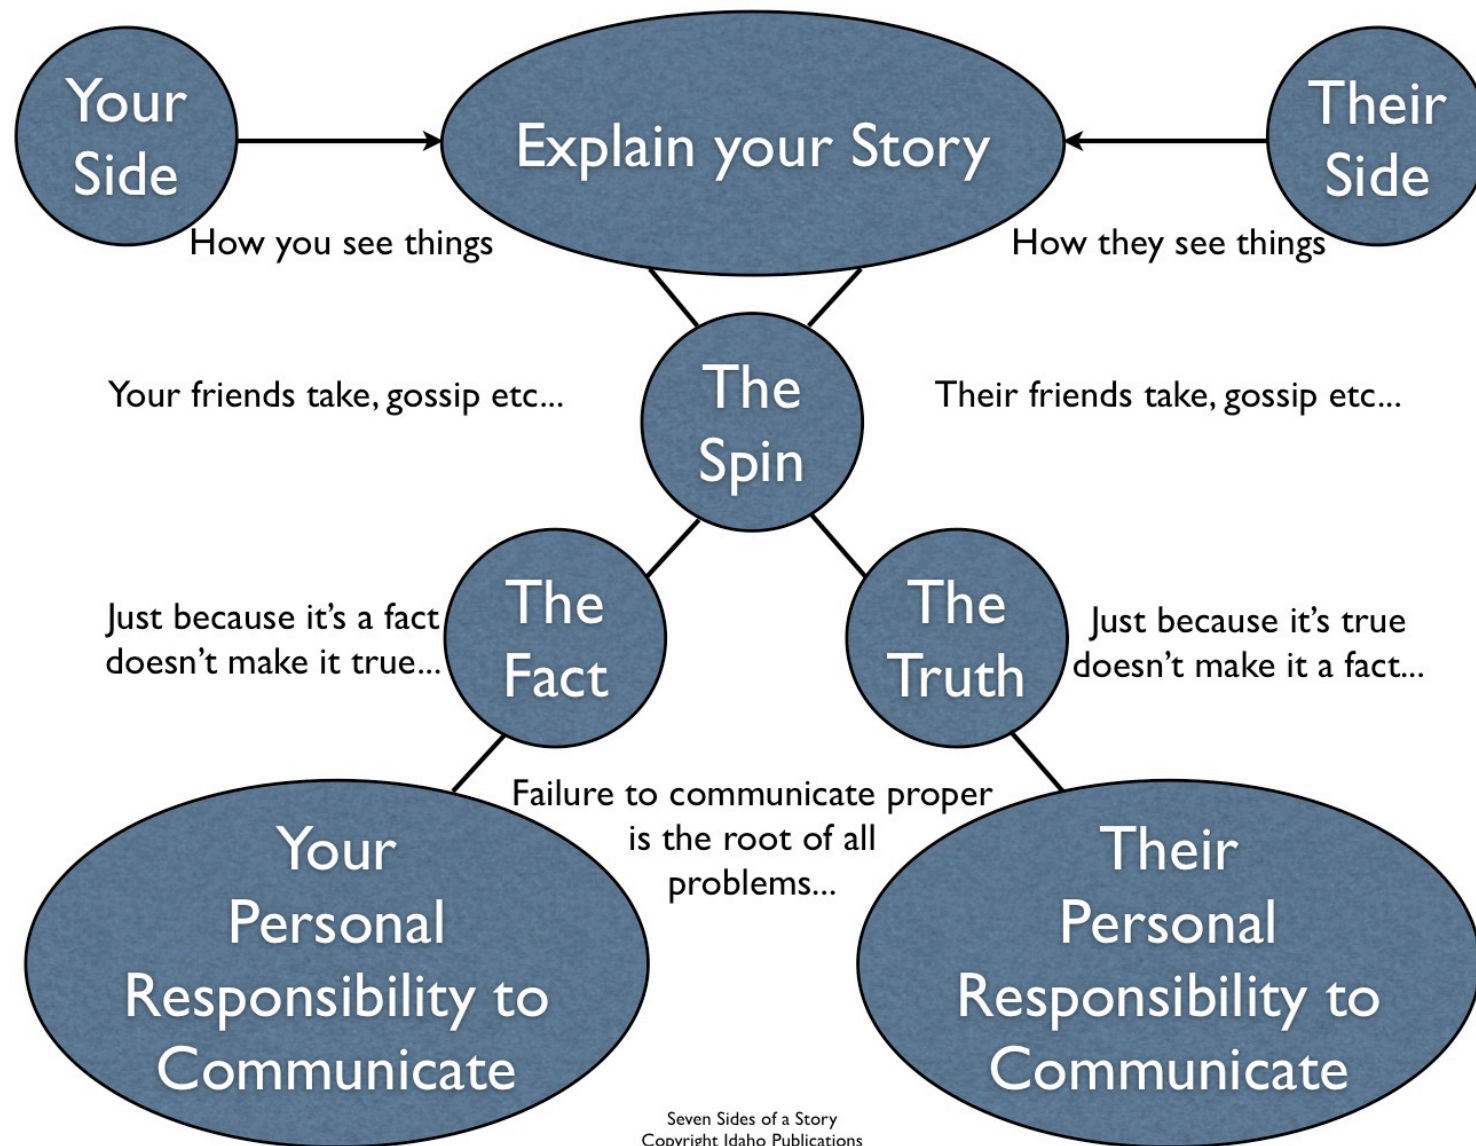 Your
Side
Explain your Story
Their
Side
How you see things
How they see things
The
Spin
Your friends take, gossip etc...
Their friends take, gossip etc...
The
Fact
The
Truth
Just because it's a fact
doesn't make it true...
Just because it's true
doesn't make it a fact...
Failure to communicate proper
is the root of all
problems...
Your
Personal
Responsibility to
Communicate
Their
Personal
Responsibility to
Communicate
Seven Sides of a Story
Copyright Idaho Publications